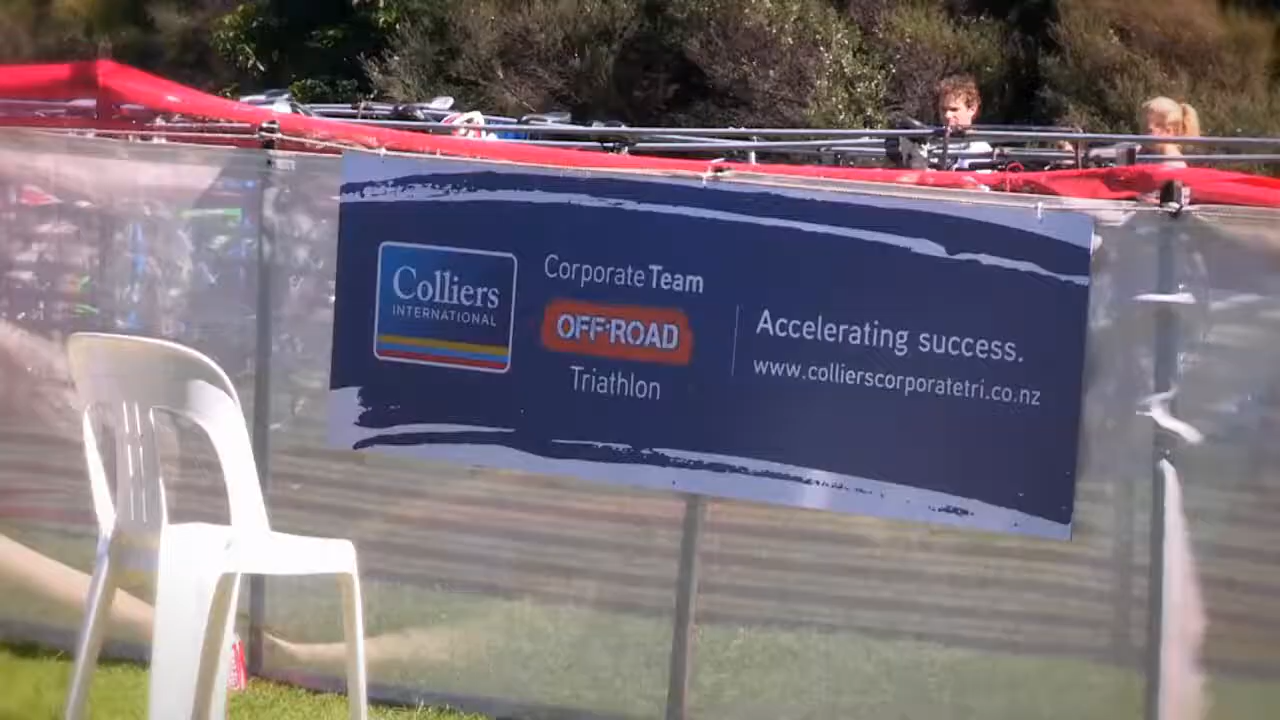 Colliers
INTERNATIONAL
Corporate Team
OFF•ROAD
Triathlon
Accelerating success.
www.collierscorporatetri.co.nz